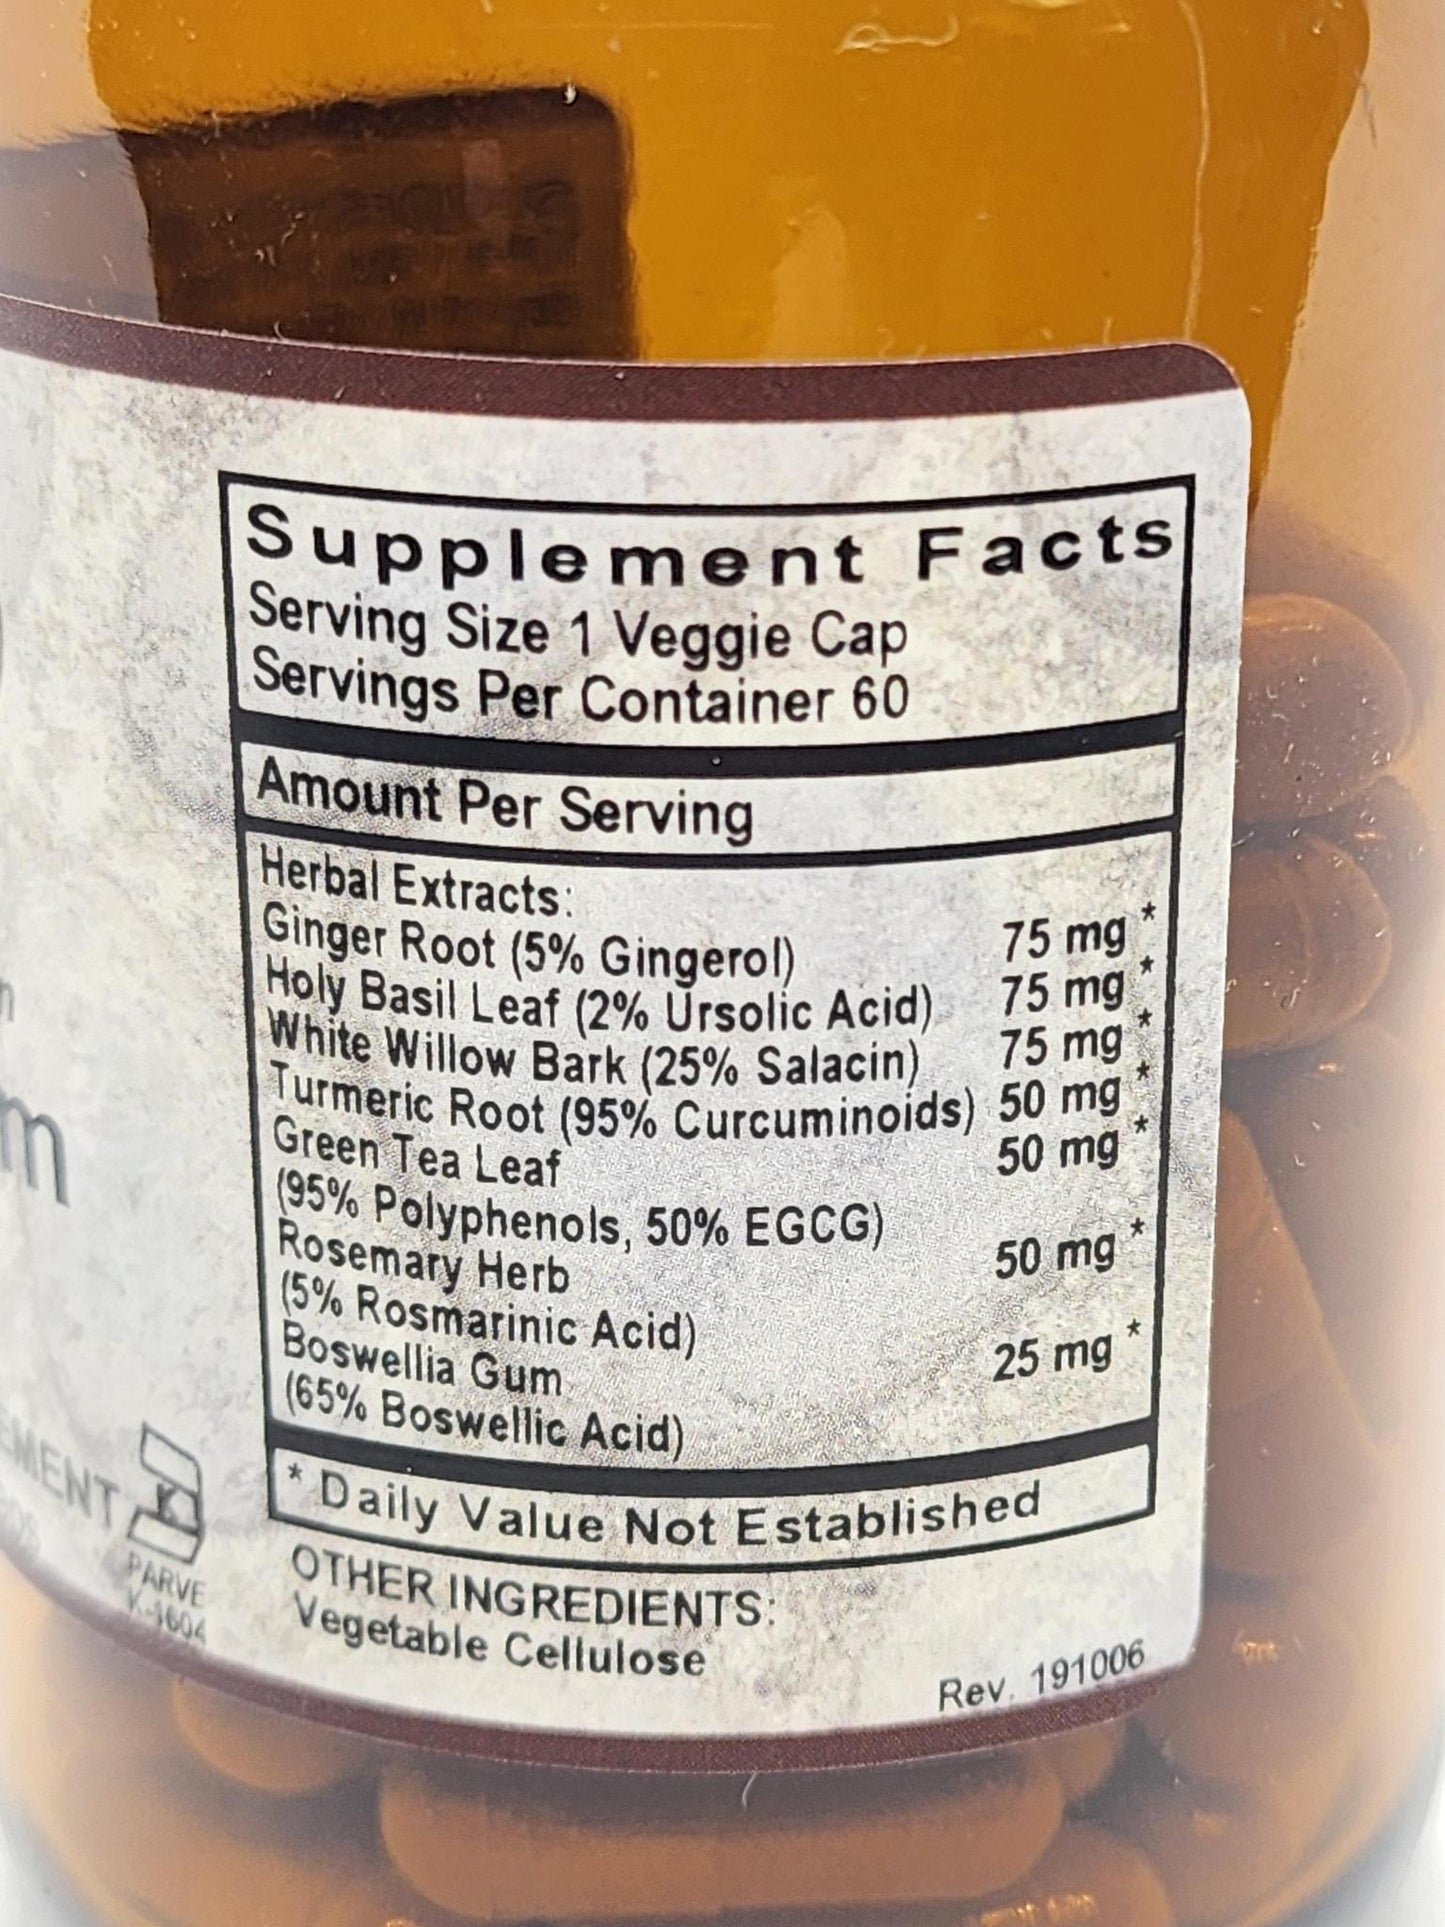 Supplement Facts
Serving Size 1 Veggie Cap
Servings Per Container 60
Amount Per Serving
Herbal Extracts:
Ginger Root (5% Gingerol) 75 mg *
Holy Basil Leaf (2% Ursolic Acid) 75 mg *
White Willow Bark (25% Salacin) 75 mg *
Turmeric Root (95% Curcuminoids) 50 mg *
Green Tea Leaf 50 mg *
(95% Polyphenols, 50% EGCG)
Rosemary Herb 50 mg *
(5% Rosmarinic Acid)
Boswellia Gum 25 mg *
(65% Boswellic Acid)
* Daily Value Not Established
OTHER INGREDIENTS:
Vegetable Cellulose
Rev. 191006
K
PARVE
K-1604